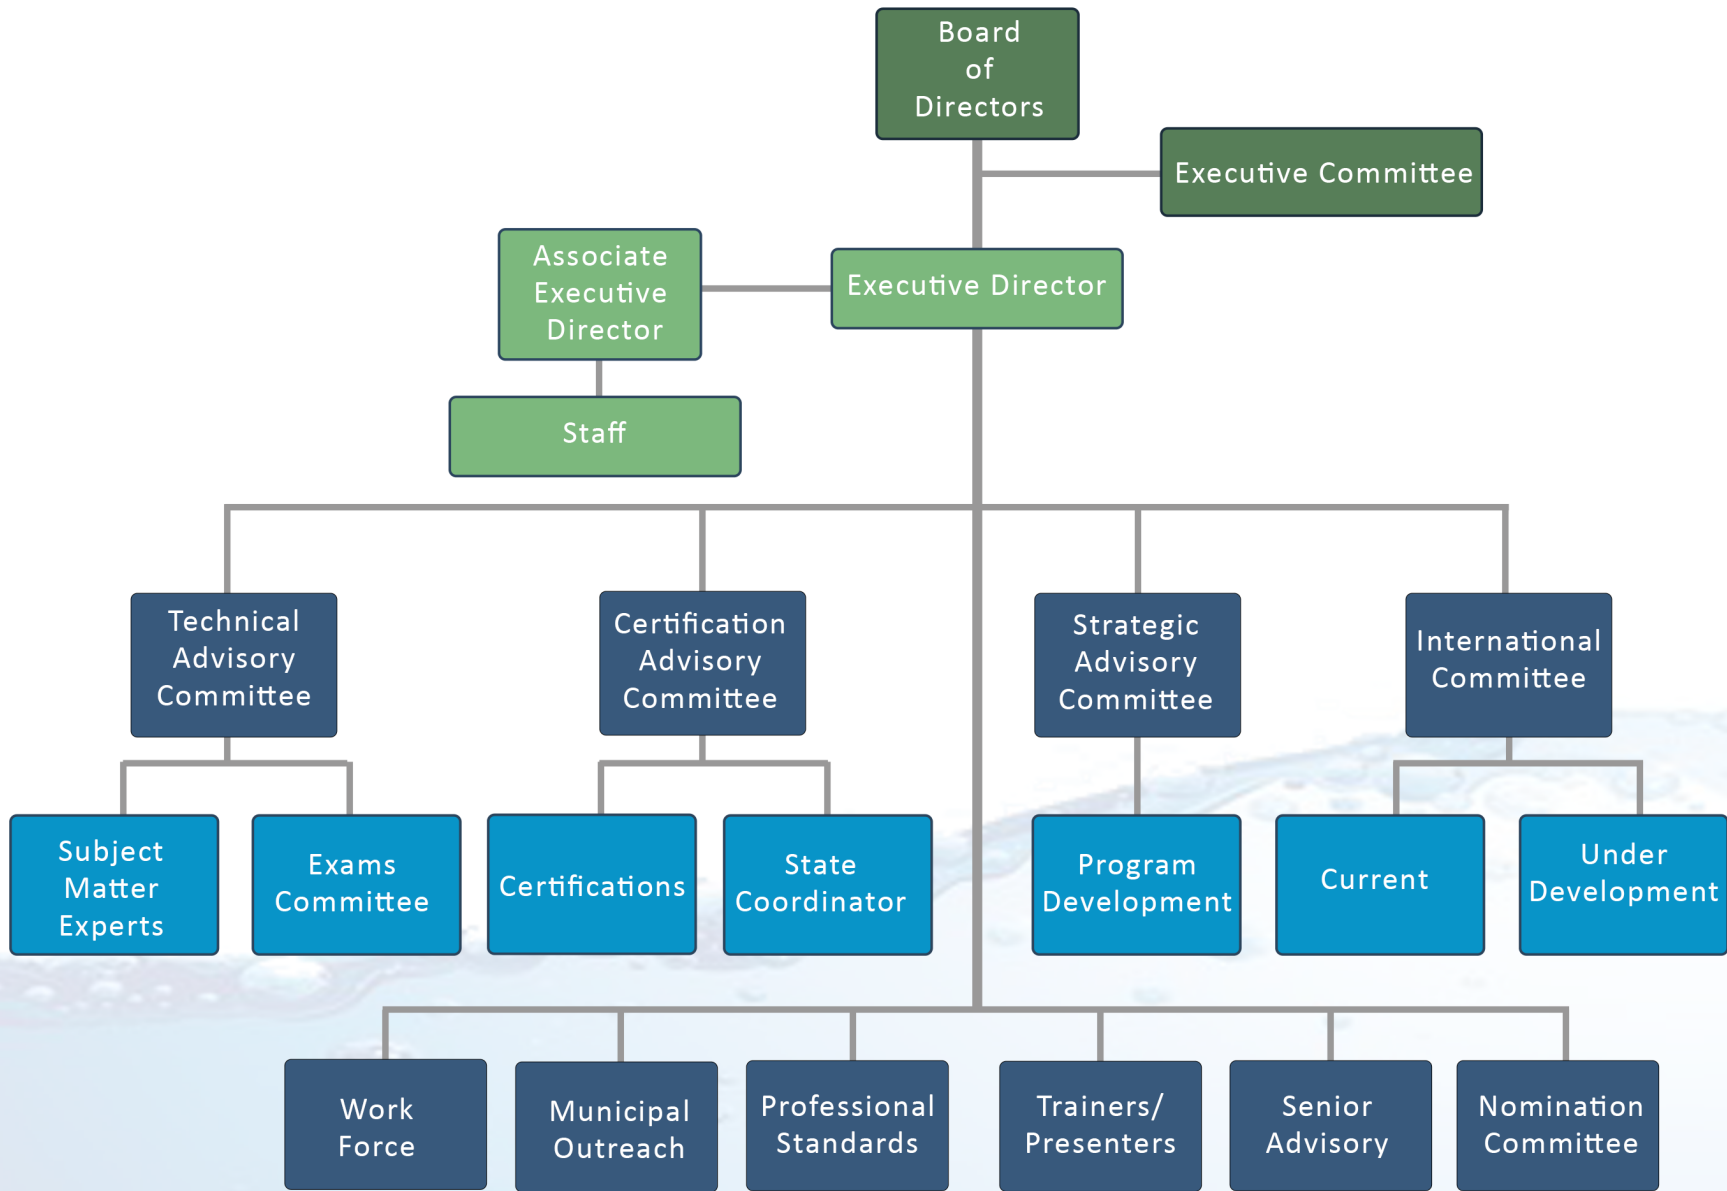 Board
of
Directors
Executive Committee
Associate
Executive
Director
Executive Director
Staff
Technical
Advisory
Committee
Certification
Advisory
Committee
Strategic
Advisory
Committee
International
Committee
Subject
Matter
Experts
Exams
Committee
Certifications
State
Coordinator
Program
Development
Current
Under
Development
Work
Force
Municipal
Outreach
Professional
Standards
Trainers/
Presenters
Senior
Advisory
Nomination
Committee